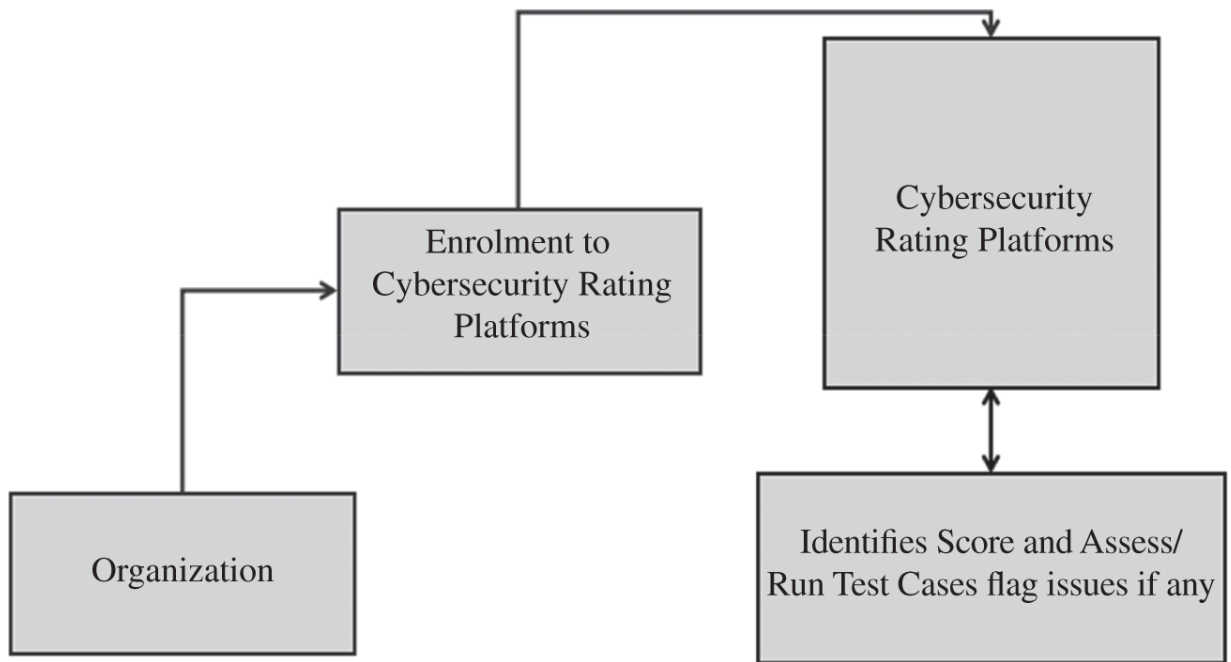 Cybersecurity
Rating Platforms
Enrolment to
Cybersecurity Rating
Platforms
Organization
Identifies Score and Assess/
Run Test Cases flag issues if any